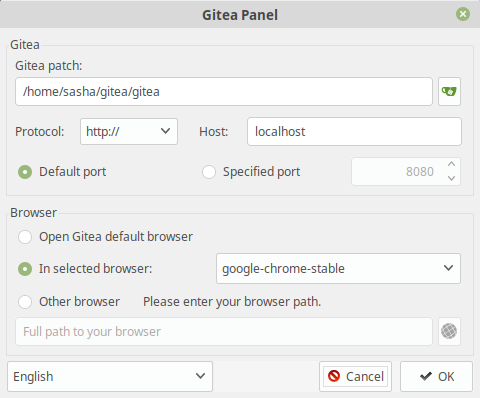 Gitea Panel
Gitea
Gitea patch:
/home/sasha/gitea/gitea
Protocol: http:// Host: localhost
Default port Specified port 8080
Browser
Open Gitea default browser
In selected browser: google-chrome-stable
Other browser Please enter your browser path.
Full path to your browser
English Cancel OK